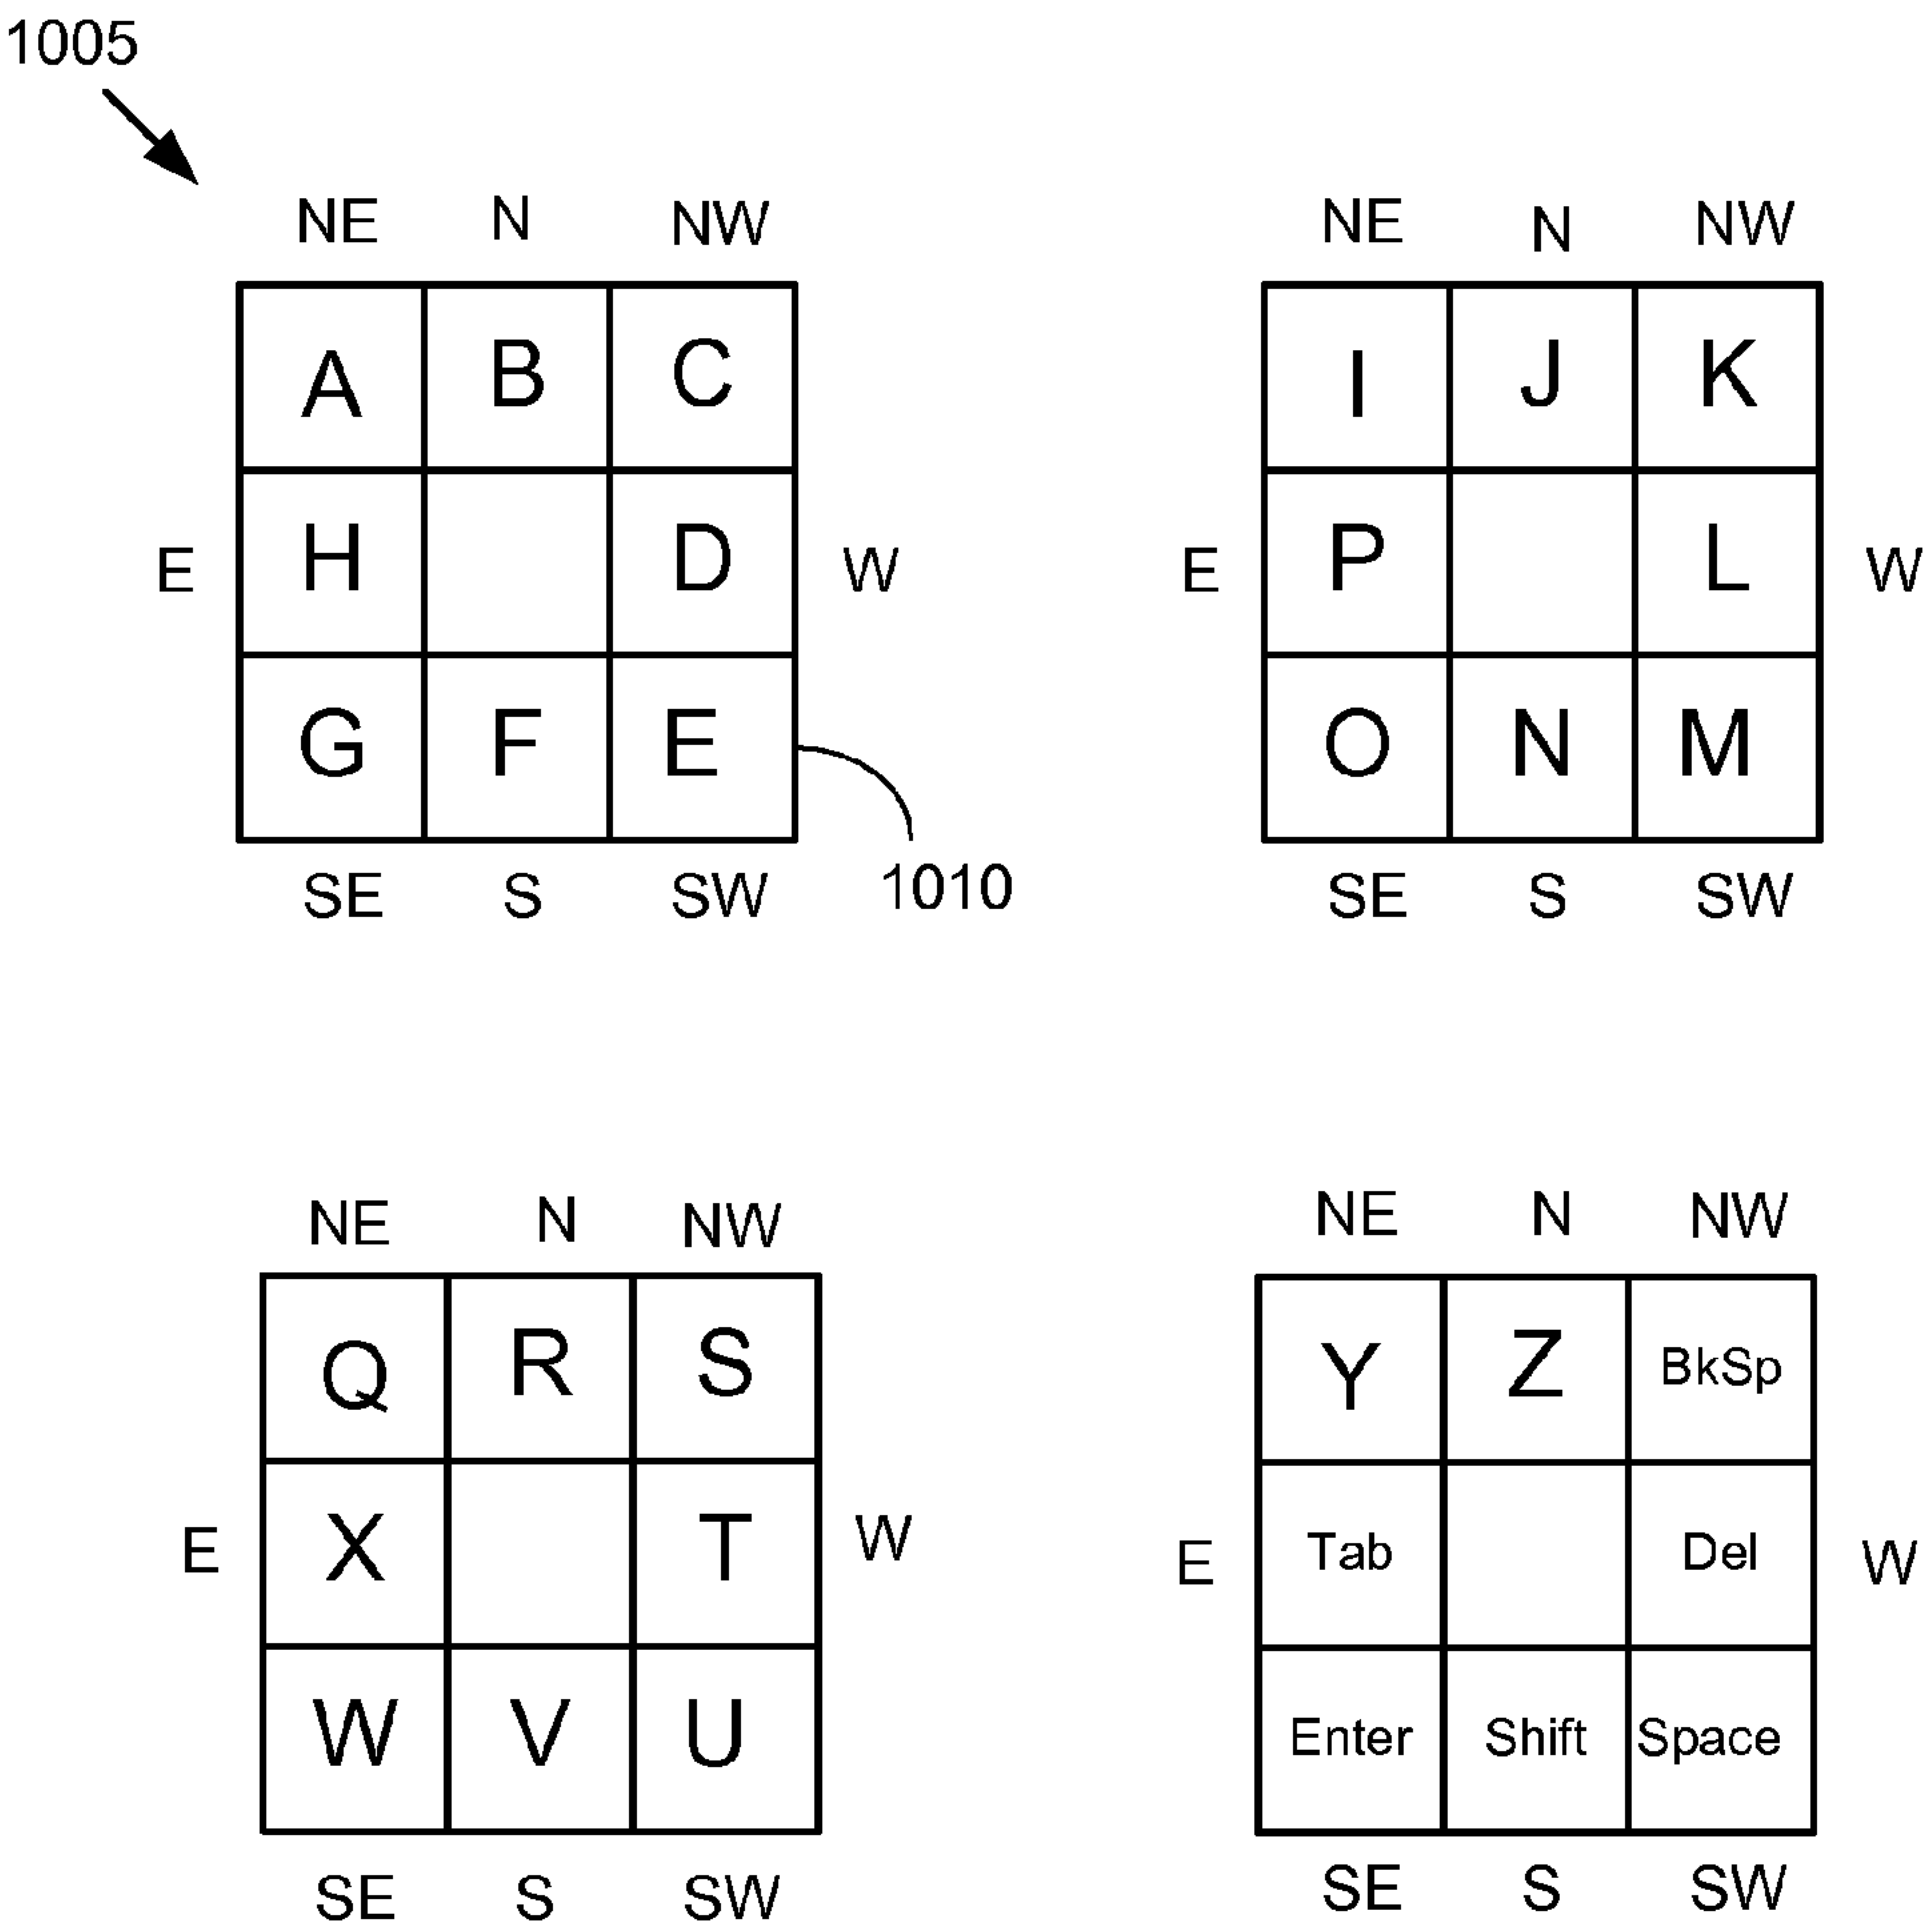 1005
NE N NW
NE N NW
A B C
I J K
E H D W
E P L W
G F E
O N M
SE S SW 1010
SE S SW
NE N NW
NE N NW
Q R S
Y Z BkSp
E X T W
E Tab Del W
W V U
Enter Shift Space
SE S SW
SE S SW